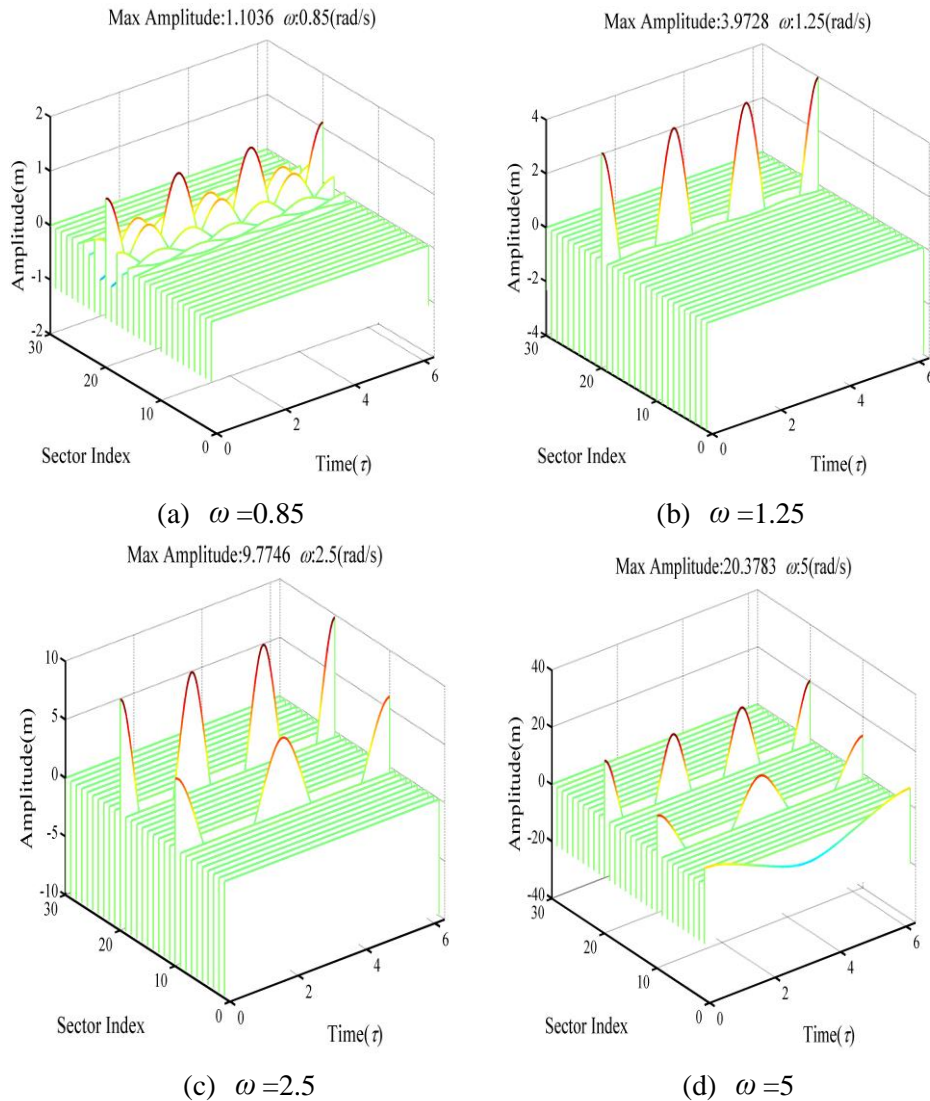 Max Amplitude:1.1036 ω:0.85(rad/s)
Amplitude(m)
2
1
0
-1
-2
30
20
10
0
0
2
4
6
Sector Index
Time(τ)
(a) ω=0.85
Max Amplitude:3.9728 ω:1.25(rad/s)
Amplitude(m)
4
2
0
-2
-4
30
20
10
0
0
2
4
6
Sector Index
Time(τ)
(b) ω=1.25
Max Amplitude:9.7746 ω:2.5(rad/s)
Amplitude(m)
10
5
0
-5
-10
30
20
10
0
0
2
4
6
Sector Index
Time(τ)
(c) ω=2.5
Max Amplitude:20.3783 ω:5(rad/s)
Amplitude(m)
40
20
0
-20
-40
30
20
10
0
0
2
4
6
Sector Index
Time(τ)
(d) ω=5